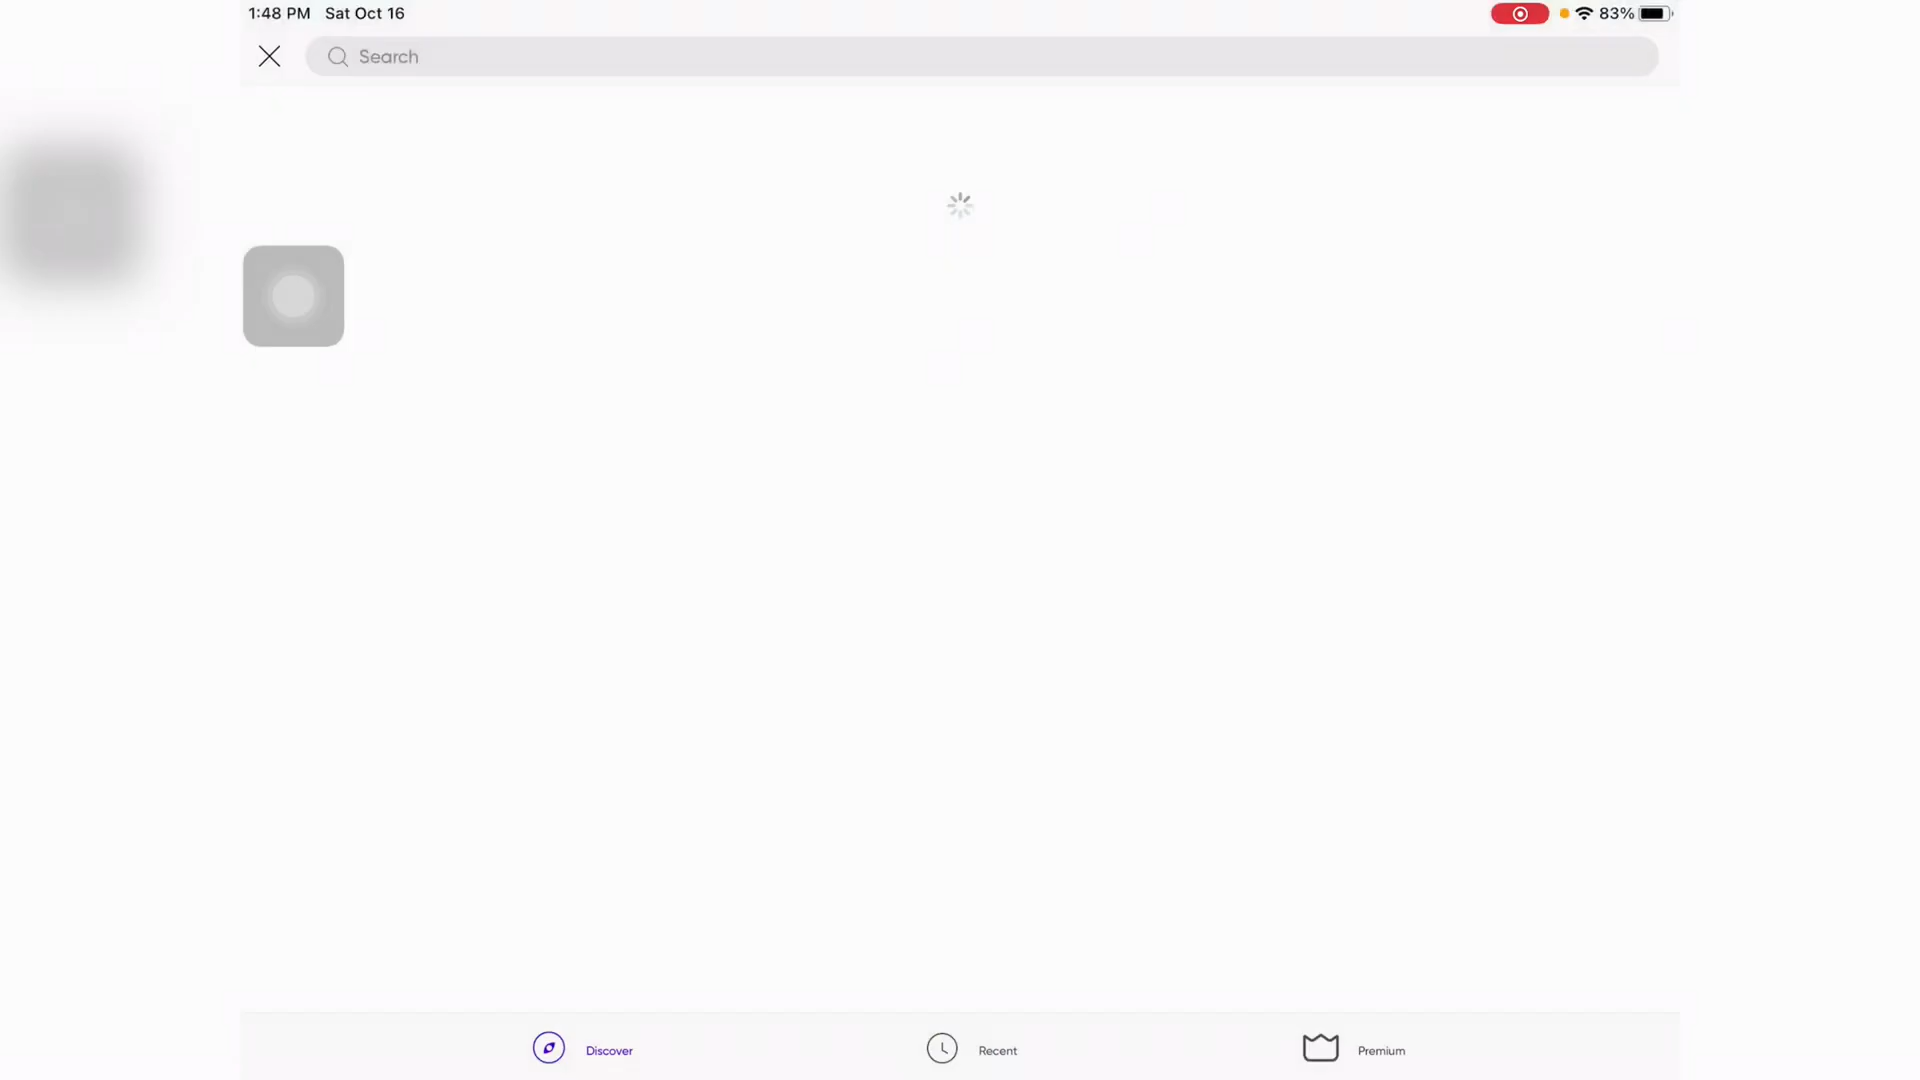 1:48 PM Sat Oct 16
83%
Search
Discover
Recent
Premium